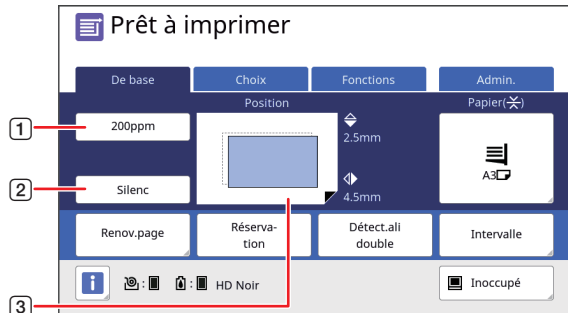 Prêt à imprimer
De base
Choix
Fonctions
Admin.
Position
Papier( )
1
200ppm
2.5mm
A3
2
Silenc
4.5mm
Renov.page
Réserva-
tion
Détect.ali
double
Intervalle
i
:
:
HD Noir
Inoccupé
3